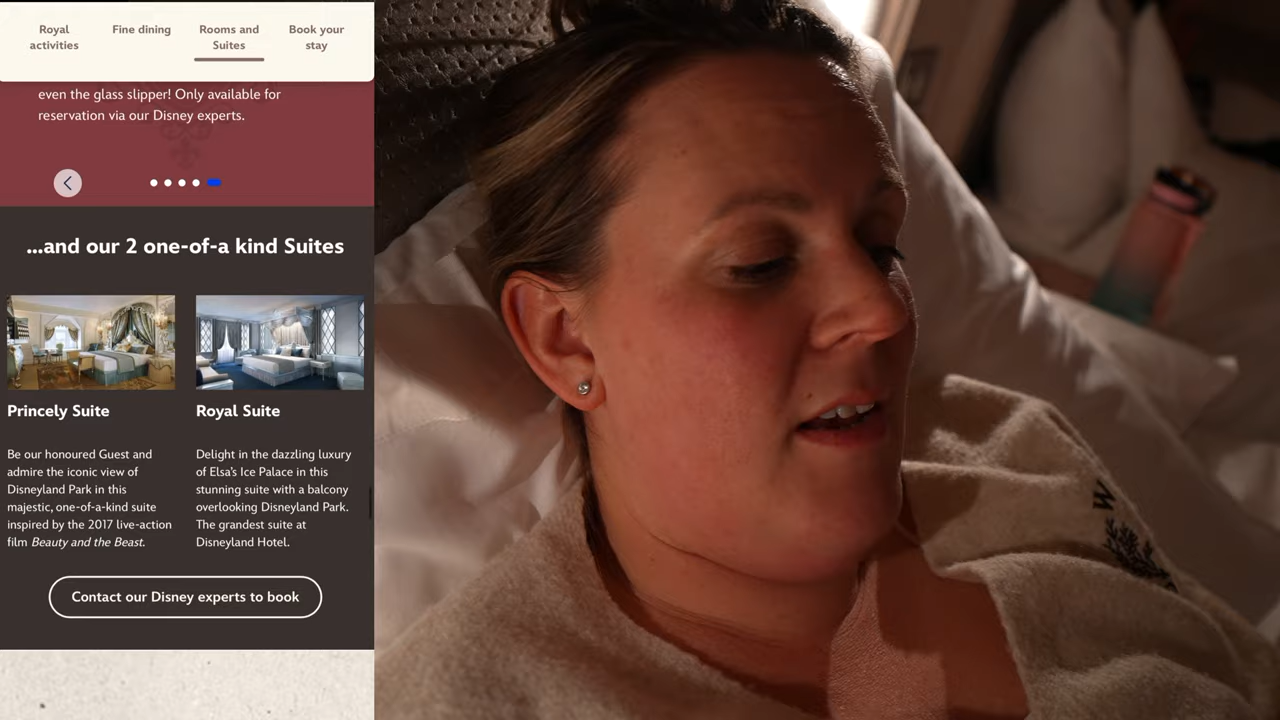 Royal
activities
Fine dining
Rooms and
Suites
Book your
stay
even the glass slipper! Only available for
reservation via our Disney experts.
...and our 2 one-of-a kind Suites
Princely Suite
Be our honoured Guest and
admire the iconic view of
Disneyland Park in this
majestic, one-of-a-kind suite
inspired by the 2017 live-action
film Beauty and the Beast.
Royal Suite
Delight in the dazzling luxury
of Elsa's Ice Palace in this
stunning suite with a balcony
overlooking Disneyland Park.
The grandest suite at
Disneyland Hotel.
Contact our Disney experts to book
W